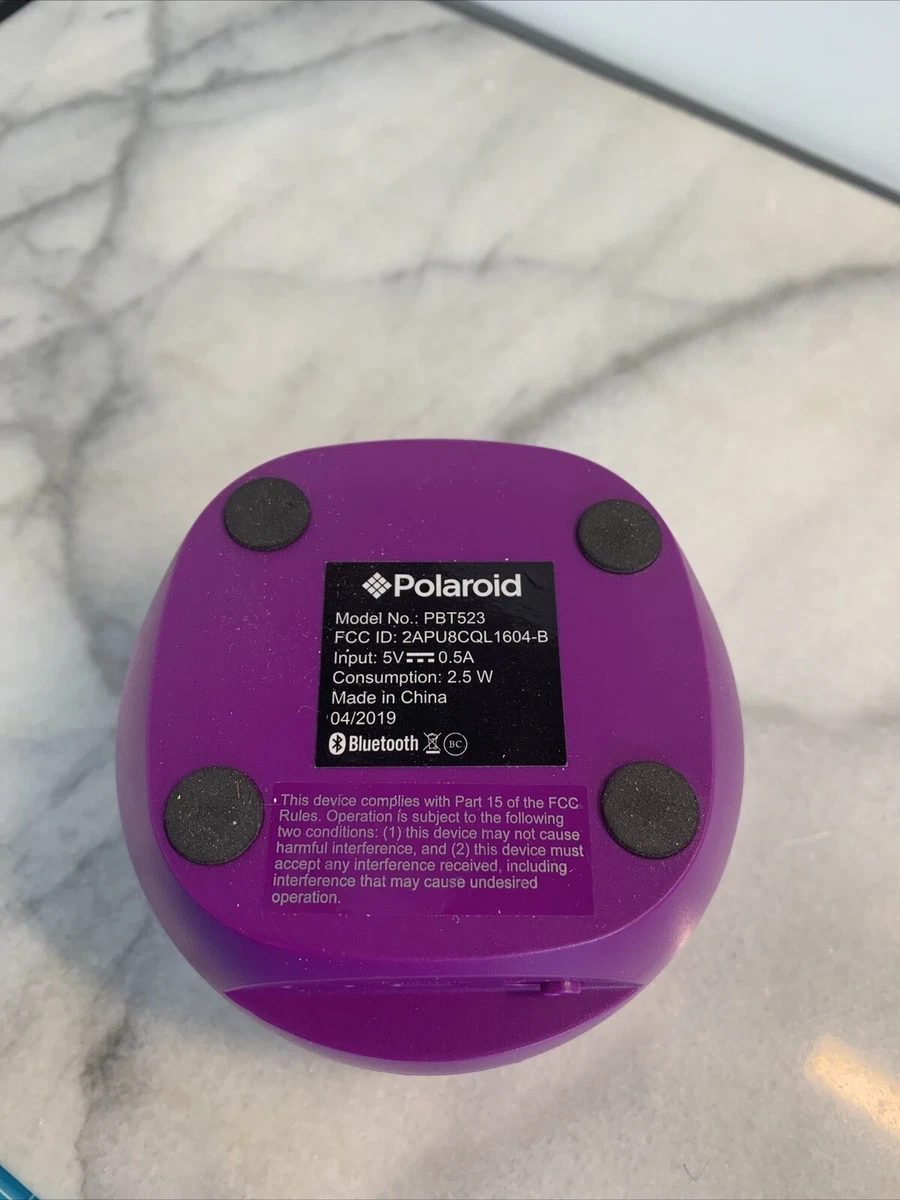 Polaroid
Model No.: PBT523
FCC ID: 2APU8CQL1604-B
Input: 5V⎓0.5A
Consumption: 2.5 W
Made in China
04/2019
Bluetooth BC
This device complies with Part 15 of the FCC
Rules. Operation is subject to the following
two conditions: (1) this device may not cause
harmful interference, and (2) this device must
accept any interference received, including
interference that may cause undesired
operation.